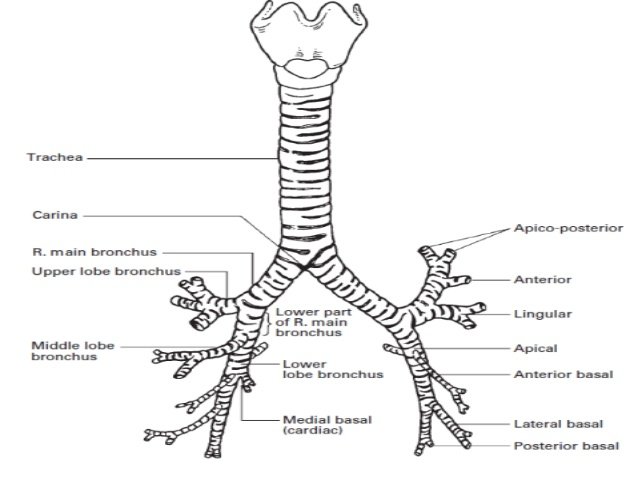 Trachea
Carina
R. main bronchus
Upper lobe bronchus
Middle lobe
bronchus
Lower part
of R. main
bronchus
Lower
lobe bronchus
Medial basal
(cardiac)
Apico-posterior
Anterior
Lingular
Apical
Anterior basal
Lateral basal
Posterior basal